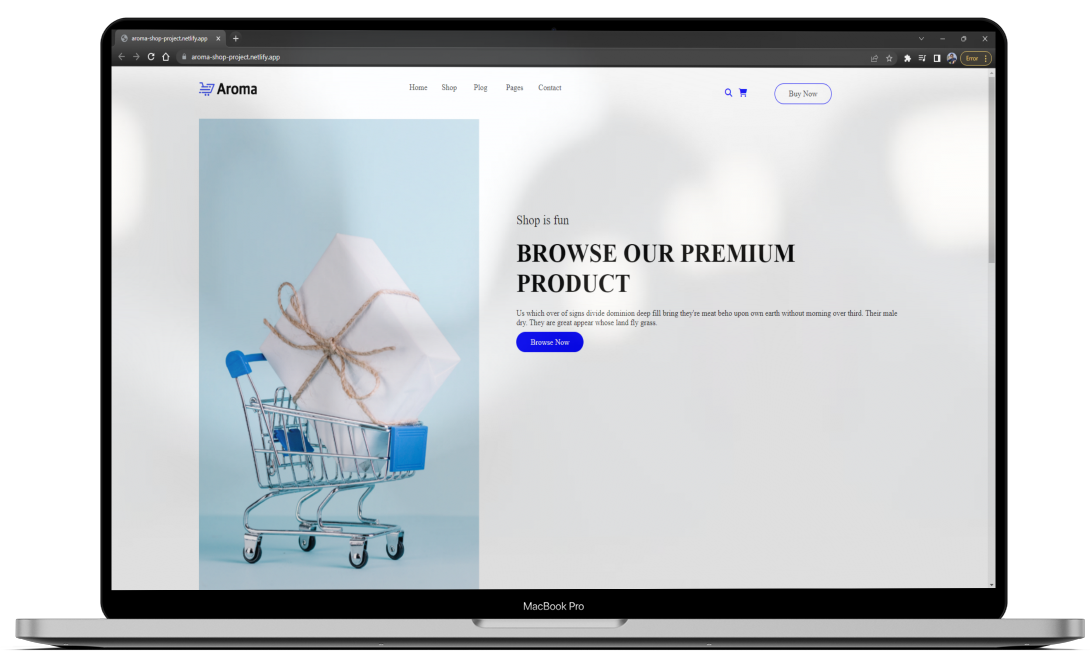 aroma-shop-project.netlify.app
aroma-shop-project.netlify.app
Error
Aroma
Home Shop Plog Pages Contact
Buy Now
Shop is fun
BROWSE OUR PREMIUM
PRODUCT
Us which over of signs divide dominion deep fill bring they're meat beho upon own earth without morning over third. Their male
dry. They are great appear whose land fly grass.
Browse Now
MacBook Pro